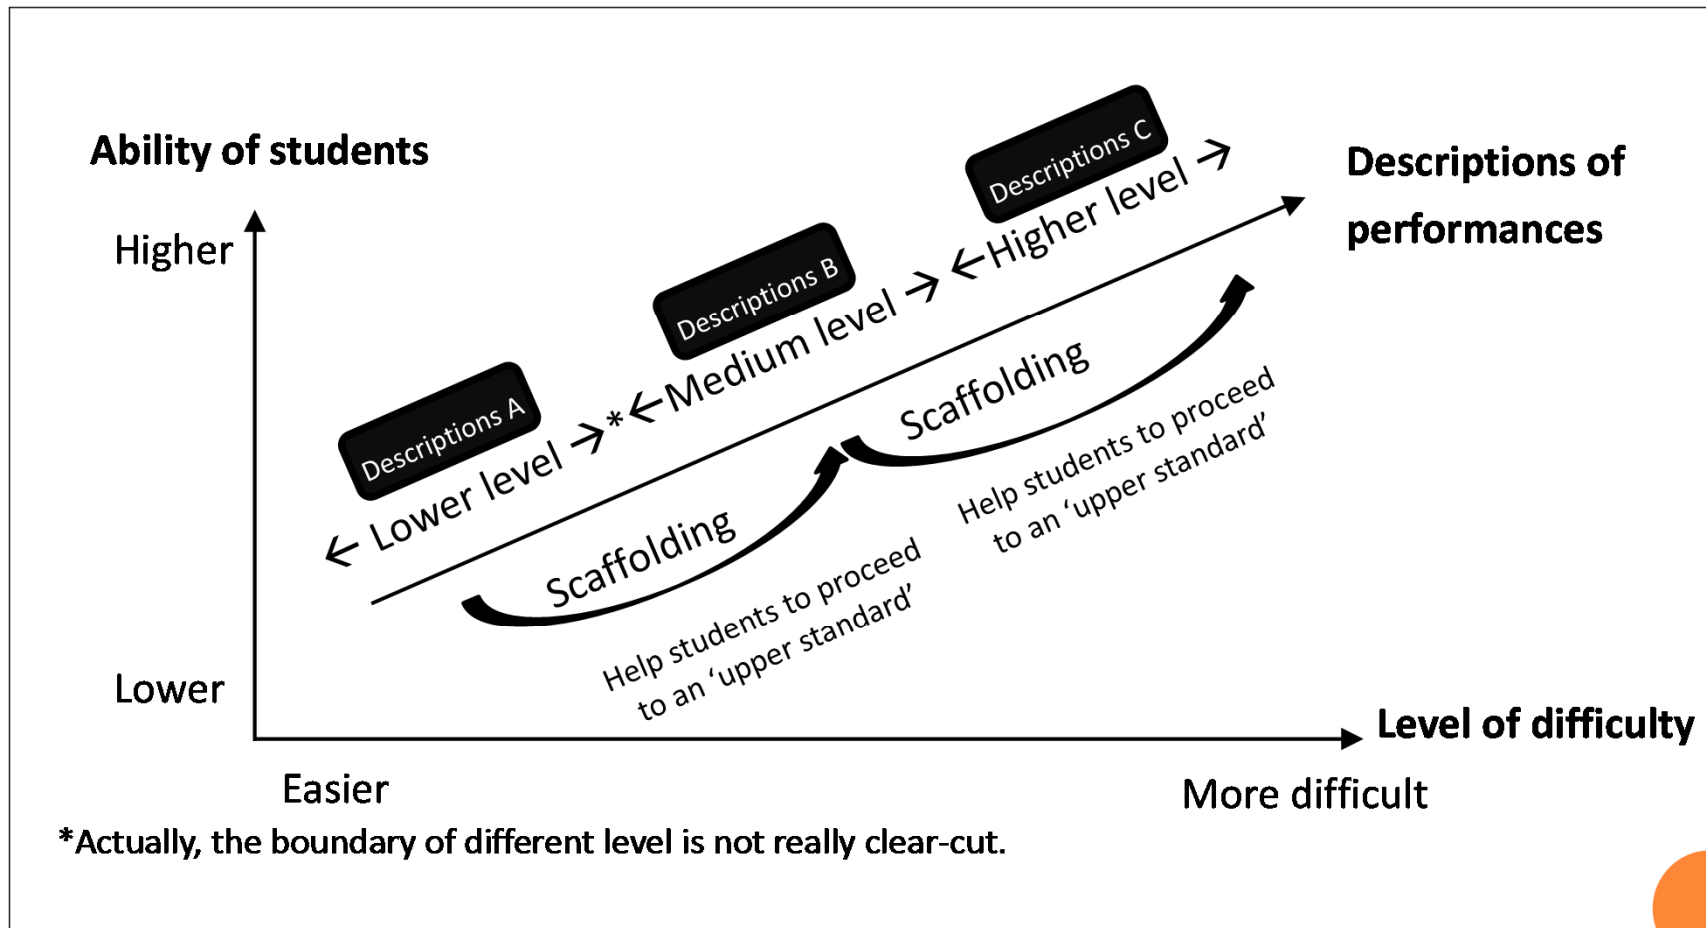 Ability of students
Higher
Lower
Descriptions A
← Lower level →*
Descriptions B
←Medium level →
Descriptions C
←Higher level →
Descriptions of
performances
Scaffolding
Help students to proceed
to an ‘upper standard’
Scaffolding
Help students to proceed
to an ‘upper standard’
Level of difficulty
Easier
More difficult
*Actually, the boundary of different level is not really clear-cut.